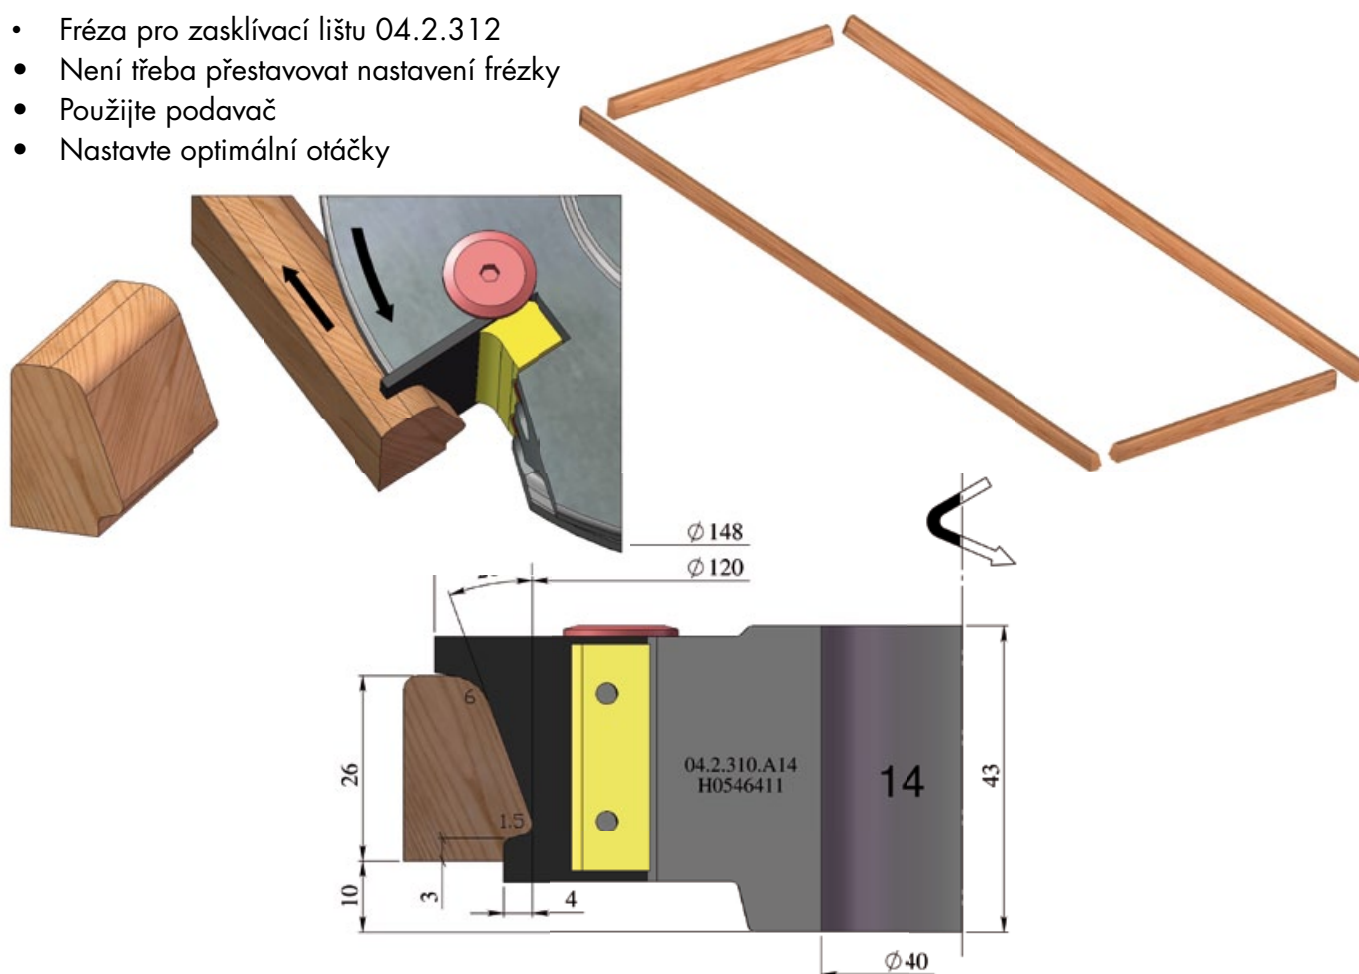 • Fréza pro zasklívací lištu 04.2.312
• Není třeba přestavovat nastavení frézky
• Použijte podavač
• Nastavte optimální otáčky
Ø 148
Ø 120
6
26
04.2.310.A14
H0546411
14
43
1.5
10
3
4
Ø 40